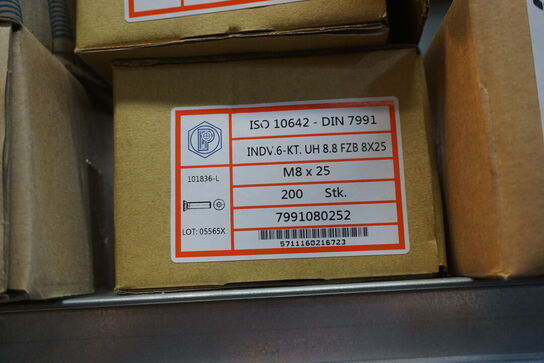 ISO 10642 - DIN 7991
INDV.6-KT. UH 8.8 FZB 8X25
101836-L
M8 x 25
200 Stk.
7991080252
LOT: 05565X
5711160216723